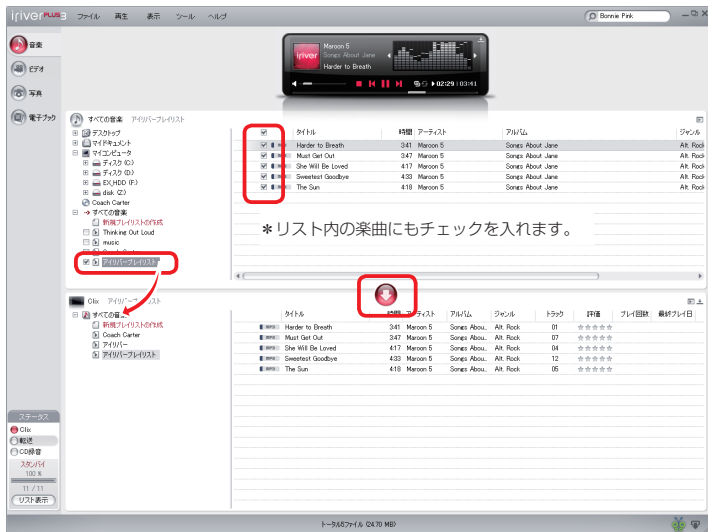 iriver PLUS3 ファイル 再生 表示 ツール ヘルプ Bonnie Pink
音楽
ビデオ
写真
電子ブック
iriver
Maroon 5
Songs About Jane
Harder to Breath
02:29 03:41
すべての音楽 アイリバープレイリスト
デスクトップ
マイドキュメント
マイコンピュータ
ディスク (C:)
ディスク (D:)
EX_HDD (F:)
disk (Z:)
Coach Carter
すべての音楽
新規プレイリストの作成
Thinking Out Loud
music
アイリバープレイリスト
タイトル 時間 アーティスト アルバム ジャンル
Harder to Breath 3:41 Maroon 5 Songs About Jane Alt. Rock
Must Get Out 3:47 Maroon 5 Songs About Jane Alt. Rock
She Will Be Loved 4:17 Maroon 5 Songs About Jane Alt. Rock
Sweetest Goodbye 4:33 Maroon 5 Songs About Jane Alt. Rock
The Sun 4:18 Maroon 5 Songs About Jane Alt. Rock
＊リスト内の楽曲にもチェックを入れます。
Clix アイリバープレイリスト
すべての音楽
新規プレイリストの作成
Coach Carter
アイリバー
アイリバープレイリスト
タイトル 時間 アーティスト アルバム ジャンル トラック 評価 プレイ回数 最終プレイ日
Harder to Breath 3:41 Maroon 5 Songs Abou... Alt. Rock 01 ☆☆☆☆☆
Must Get Out 3:47 Maroon 5 Songs Abou... Alt. Rock 07 ☆☆☆☆☆
She Will Be Loved 4:17 Maroon 5 Songs Abou... Alt. Rock 04 ☆☆☆☆☆
Sweetest Goodbye 4:33 Maroon 5 Songs Abou... Alt. Rock 12 ☆☆☆☆☆
The Sun 4:18 Maroon 5 Songs Abou... Alt. Rock 05 ☆☆☆☆☆
ステータス
Clix
転送
CD録音
スタンバイ
100 %
11 / 11
リスト表示
トータル5ファイル (24.70 MB)